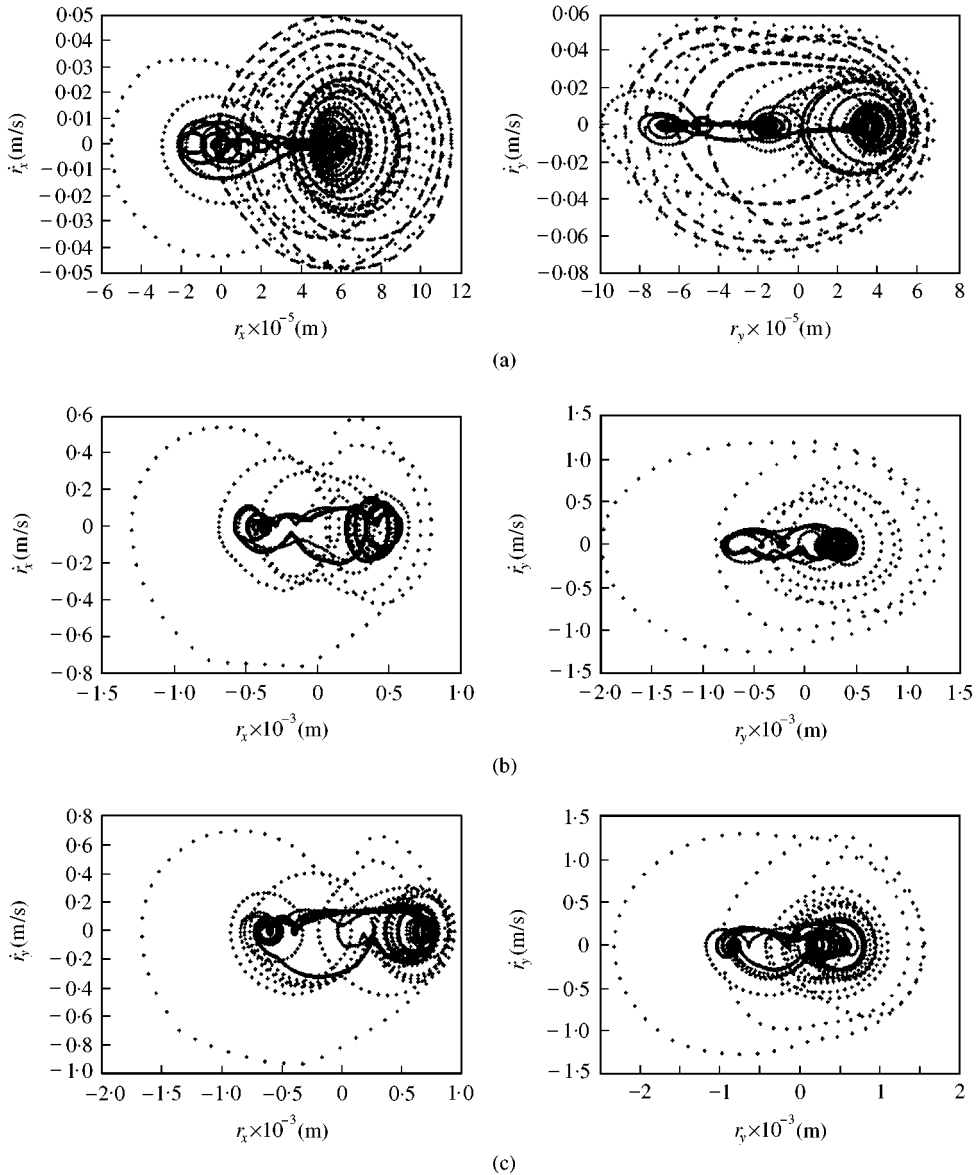 0·05
0·04
0·03
0·02
0·01
0
−0·01
−0·02
−0·03
−0·04
−0·05
ṙx (m/s)
−6 −4 −2 0 2 4 6 8 10 12
rx×10−5 (m)
0·06
0·04
0·02
0
−0·02
−0·04
−0·06
−0·08
ṙy (m/s)
−10 −8 −6 −4 −2 0 2 4 6 8
ry × 10−5 (m)
(a)
0·6
0·4
0·2
0
−0·2
−0·4
−0·6
−0·8
ṙx (m/s)
−1·5 −1·0 −0·5 0 0·5 1·0
rx×10−3 (m)
1·5
1·0
0·5
0
−0·5
−1·0
−1·5
ṙy (m/s)
−2·0 −1·5 −1·0 −0·5 0 0·5 1·0 1·5
ry×10−3 (m)
(b)
0·8
0·6
0·4
0·2
0
−0·2
−0·4
−0·6
−0·8
−1·0
ṙy (m/s)
−2·0 −1·5 −1·0 −0·5 0 0·5 1·0
rx×10−3 (m)
1·5
1·0
0·5
0
−0·5
−1·0
−1·5
ṙy (m/s)
−2 −1 0 1 2
ry×10−3 (m)
(c)